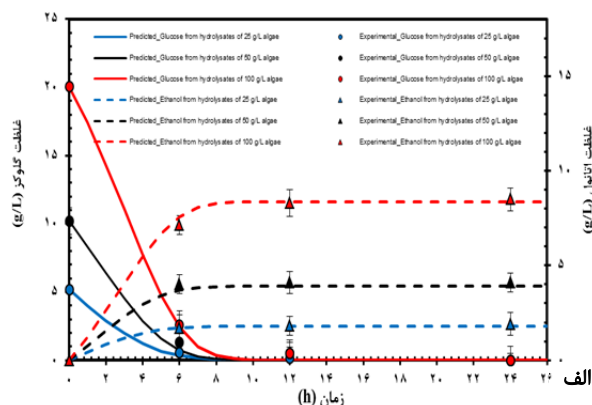 Predicted_Glucose from hydrolysates of 25 g/L algae
Experimental_Glucose from hydrolysates of 25 g/L algae
Predicted_Glucose from hydrolysates of 50 g/L algae
Experimental_Glucose from hydrolysates of 50 g/L algae
Predicted_Glucose from hydrolysates of 100 g/L algae
Experimental_Glucose from hydrolysates of 100 g/L algae
Predicted_Ethanol from hydrolysates of 25 g/L algae
Experimental_Ethanol from hydrolysates of 25 g/L algae
Predicted_Ethanol from hydrolysates of 50 g/L algae
Experimental_Ethanol from hydrolysates of 50 g/L algae
Predicted_Ethanol from hydrolysates of 100 g/L algae
Experimental_Ethanol from hydrolysates of 100 g/L algae
۲۵
۲۰
۱۵
۱۰
۵
۰
غلظت گلوکز (g/L)
۱۵
۱۰
۵
۰
غلظت اتانول (g/L)
۰ ۲ ۴ ۶ ۸ ۱۰ ۱۲ ۱۴ ۱۶ ۱۸ ۲۰ ۲۲ ۲۴ ۲۶
زمان (h)
الف